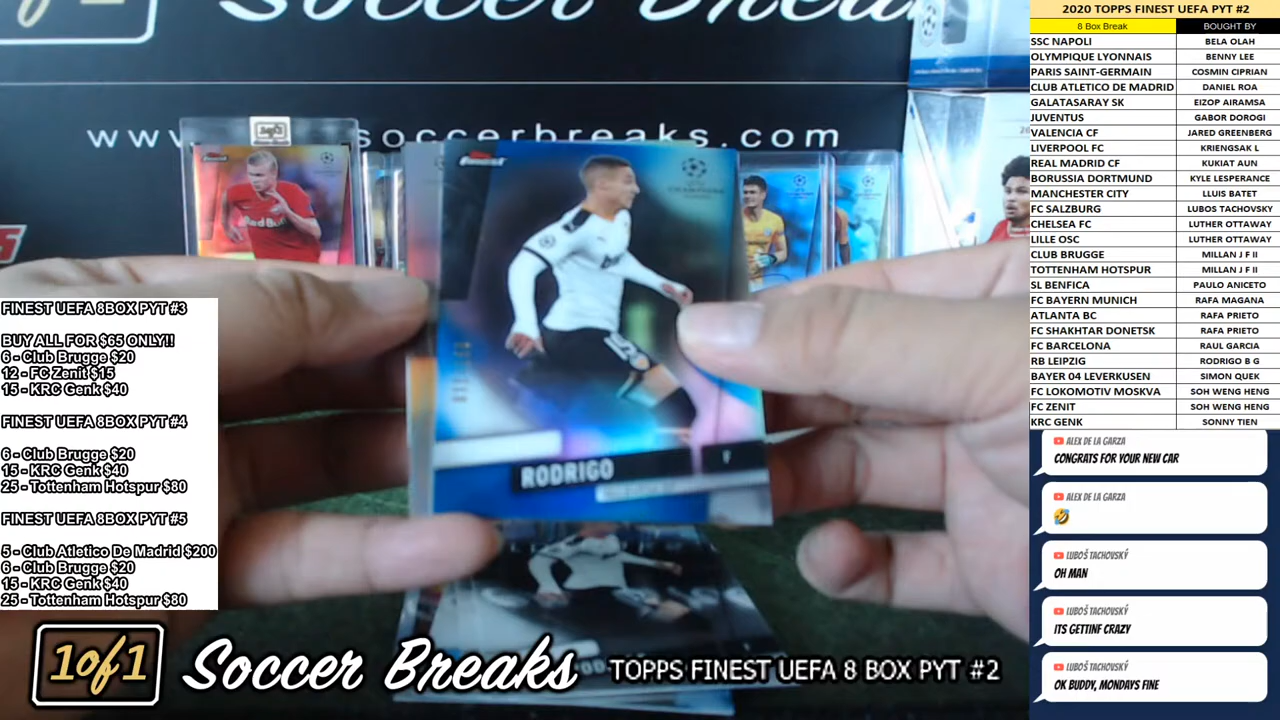 Soccer Breaks
www.soccerbreaks.com
FINEST
CHAMPIONS
Red Bull
RODRIGO
2020 TOPPS FINEST UEFA PYT #2
8 Box Break BOUGHT BY
SSC NAPOLI BELA OLAH
OLYMPIQUE LYONNAIS BENNY LEE
PARIS SAINT-GERMAIN COSMIN CIPRIAN
CLUB ATLETICO DE MADRID DANIEL ROA
GALATASARAY SK EIZOP AIRAMSA
JUVENTUS GABOR DOROGI
VALENCIA CF JARED GREENBERG
LIVERPOOL FC KRIENGSAK L
REAL MADRID CF KUKIAT AUN
BORUSSIA DORTMUND KYLE LESPERANCE
MANCHESTER CITY LLUIS BATET
FC SALZBURG LUBOS TACHOVSKY
CHELSEA FC LUTHER OTTAWAY
LILLE OSC LUTHER OTTAWAY
CLUB BRUGGE MILLAN J F II
TOTTENHAM HOTSPUR MILLAN J F II
SL BENFICA PAULO ANICETO
FC BAYERN MUNICH RAFA MAGANA
ATLANTA BC RAFA PRIETO
FC SHAKHTAR DONETSK RAFA PRIETO
FC BARCELONA RAUL GARCIA
RB LEIPZIG RODRIGO B G
BAYER 04 LEVERKUSEN SIMON QUEK
FC LOKOMOTIV MOSKVA SOH WENG HENG
FC ZENIT SOH WENG HENG
KRC GENK SONNY TIEN
FINEST UEFA 8BOX PYT #3
BUY ALL FOR $65 ONLY!!
6 - Club Brugge $20
12 - FC Zenit $15
15 - KRC Genk $40
FINEST UEFA 8BOX PYT #4
6 - Club Brugge $20
15 - KRC Genk $40
25 - Tottenham Hotspur $80
FINEST UEFA 8BOX PYT #5
5 - Club Atletico De Madrid $200
6 - Club Brugge $20
15 - KRC Genk $40
25 - Tottenham Hotspur $80
ALEX DE LA GARZA
CONGRATS FOR YOUR NEW CAR
ALEX DE LA GARZA
🤣
LUBOŠ TACHOVSKÝ
OH MAN
LUBOŠ TACHOVSKÝ
ITS GETTINF CRAZY
LUBOŠ TACHOVSKÝ
OK BUDDY, MONDAYS FINE
1of1 Soccer Breaks TOPPS FINEST UEFA 8 BOX PYT #2